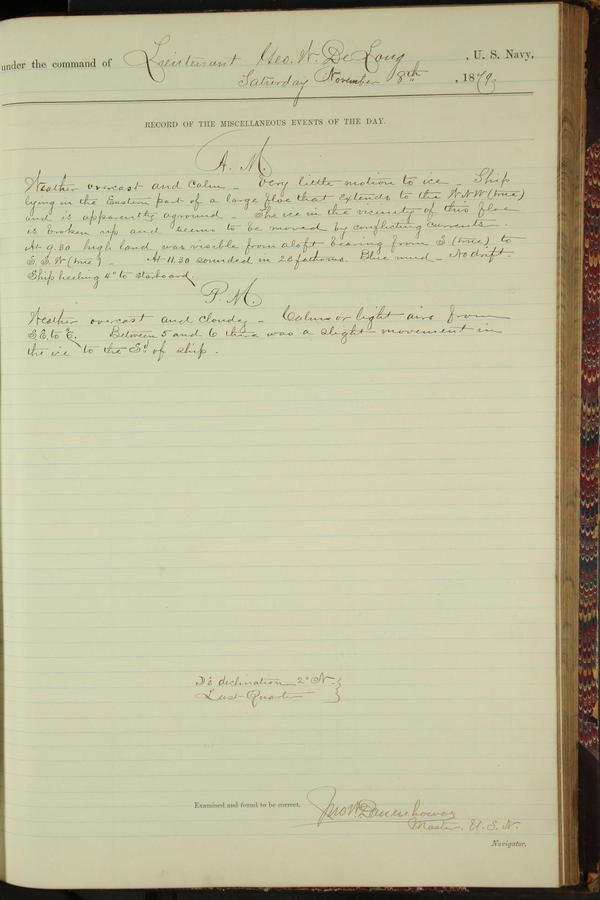 under the command of Lieutenant Geo. W. De Long, U. S. Navy,
Saturday November 8th, 1879
RECORD OF THE MISCELLANEOUS EVENTS OF THE DAY.
A. M.
Weather overcast and calm - Very little motion to ice - Ship
lying in the Eastern part of a large floe that extends to the W.N.W (true)
and is apparently aground - The ice in the vicinity of this floe
is broken up and seems to be moved by conflicting currents.
At 9.30 high land was visible from aloft bearing from S (true) to
S.S.W (true) - At 11.30 sounded in 28 fathoms. Blue mud - No drift.
Ship heeling 4° to starboard.
P. M.
Weather overcast and cloudy - Calms or light airs from
S.E to E. Between 5 and 6 there was a slight movement in
the ice to the Sd of ship.
declination 2° N.
Last Quarter
Examined and found to be correct.
Jno W Danenhower
Master, U. S. N.
Navigator.